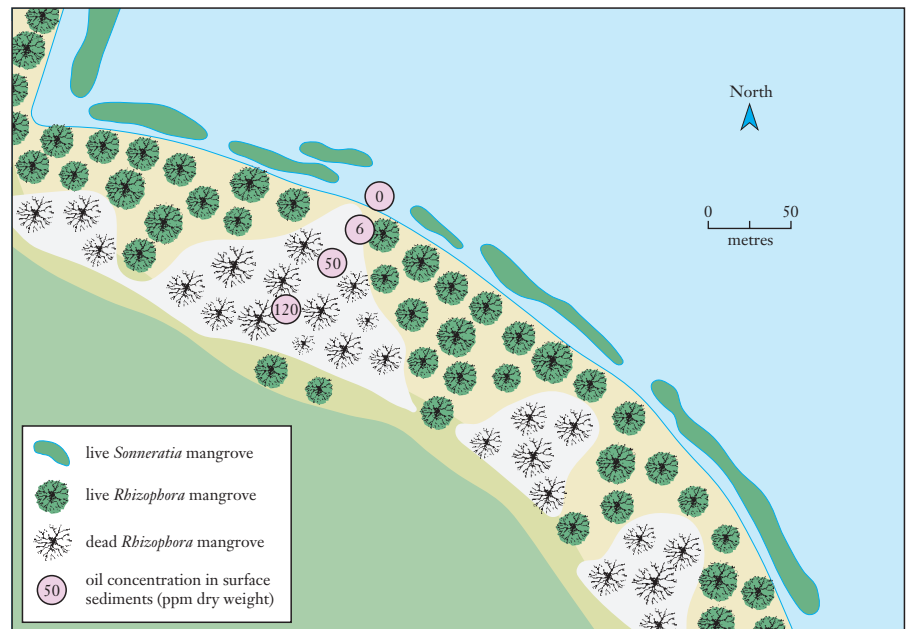 North
0 50
metres
0
6
50
120
live Sonneratia mangrove
live Rhizophora mangrove
dead Rhizophora mangrove
50
oil concentration in surface
sediments (ppm dry weight)